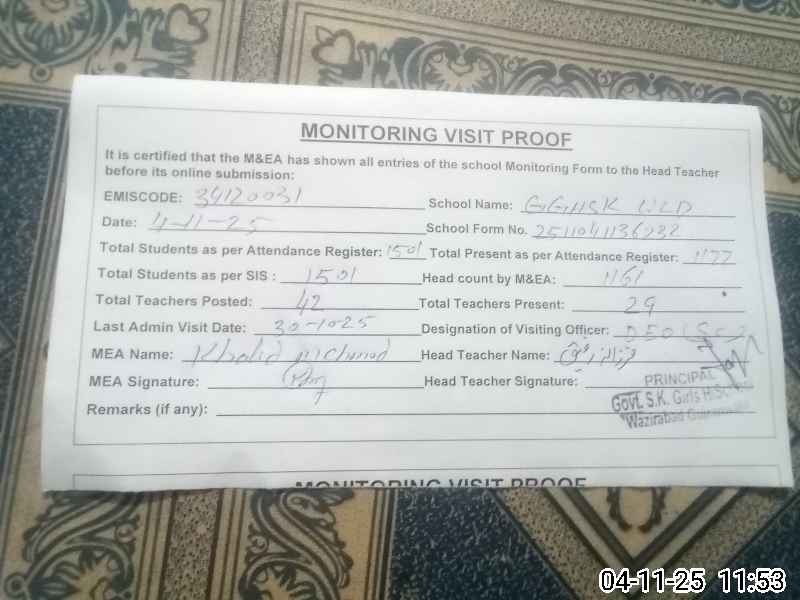 MONITORING VISIT PROOF
It is certified that the M&EA has shown all entries of the school Monitoring Form to the Head Teacher
before its online submission:
EMISCODE: 34120031 School Name: GGHSK WZD
Date: 4-11-25 School Form No. 2511041136232
Total Students as per Attendance Register: 1501 Total Present as per Attendance Register: 1177
Total Students as per SIS : 1501 Head count by M&EA: 1161
Total Teachers Posted: 42 Total Teachers Present: 29
Last Admin Visit Date: 30-10-25 Designation of Visiting Officer: DEO (SE)
MEA Name: Khalid Mehmood Head Teacher Name:
MEA Signature: Head Teacher Signature:
PRINCIPAL
Govt. S.K. Girls H/School
Wazirabad
Remarks (if any):
MONITORING VISIT PROOF
04-11-25 11:53